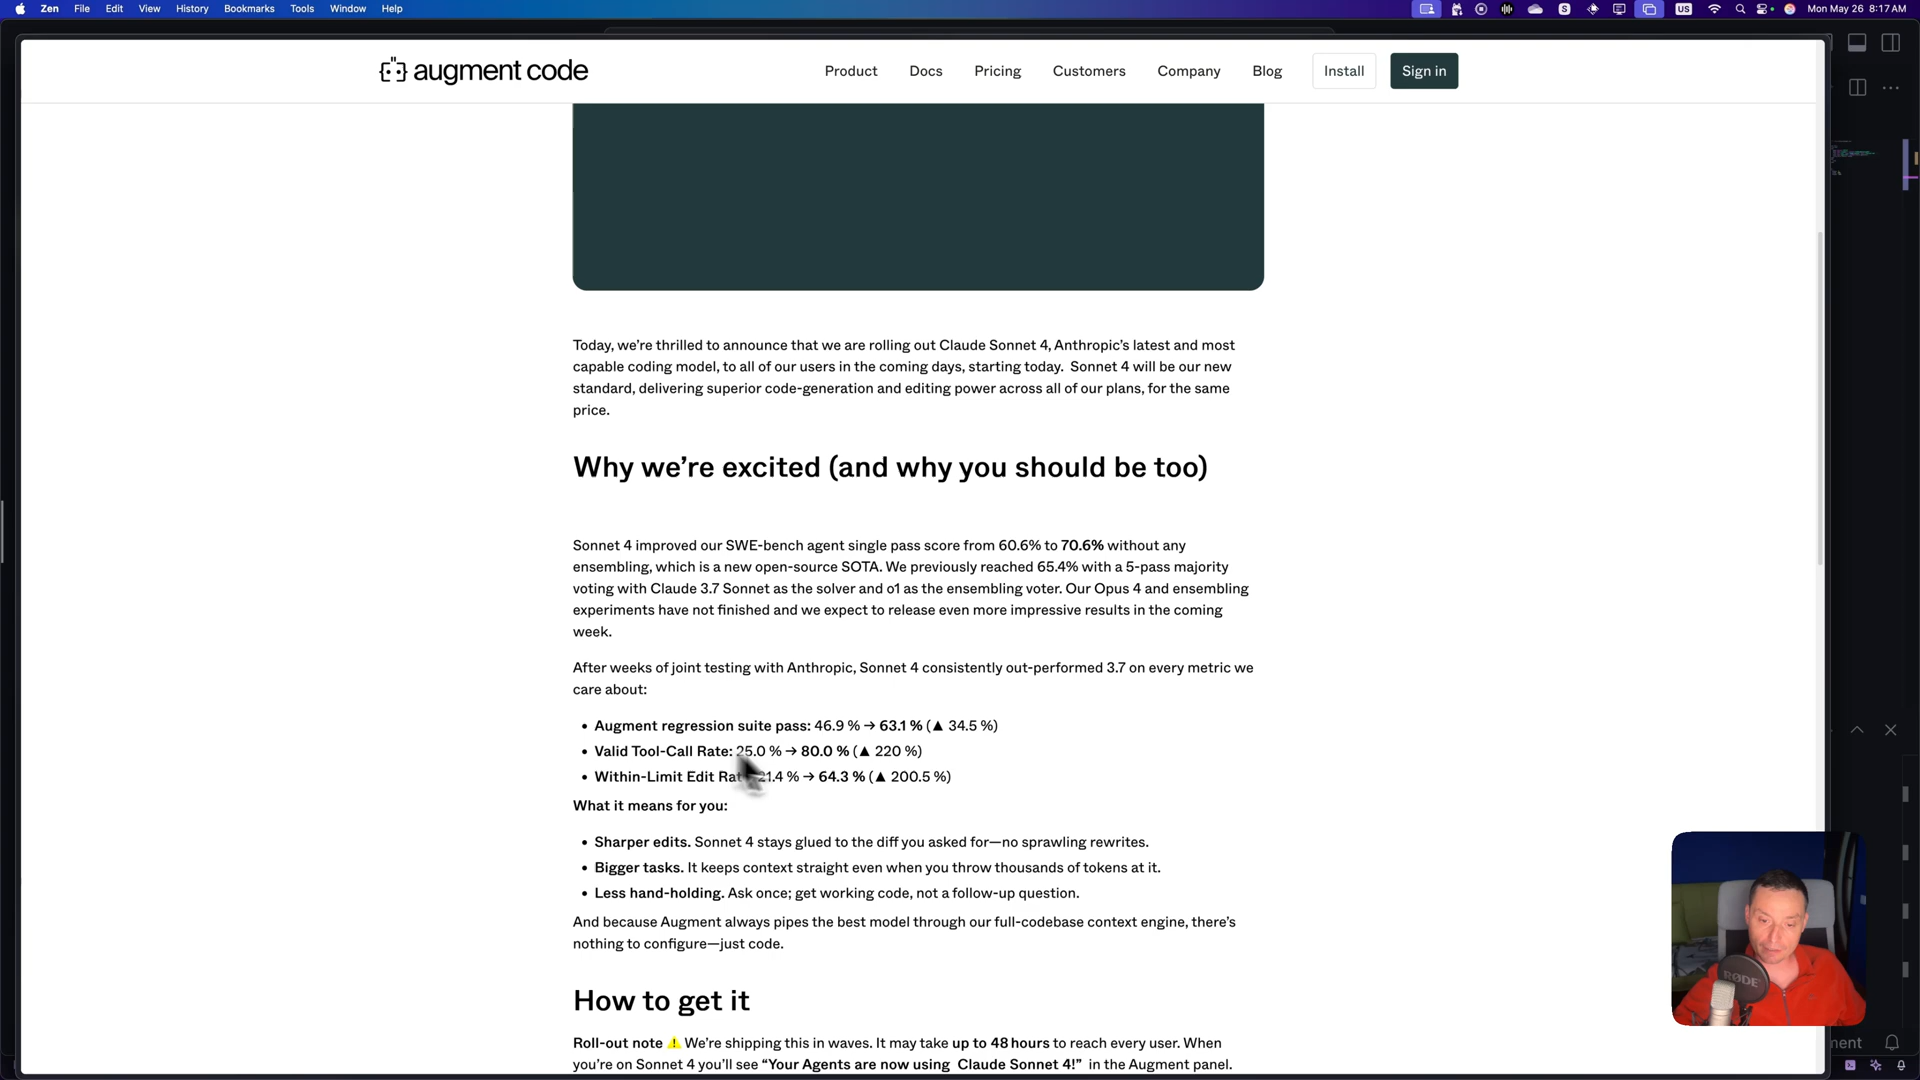 Zen File Edit View History Bookmarks Tools Window Help
S US Mon May 26 8:17 AM
augment code Product Docs Pricing Customers Company Blog Install Sign in
Today, we’re thrilled to announce that we are rolling out Claude Sonnet 4, Anthropic’s latest and most
capable coding model, to all of our users in the coming days, starting today. Sonnet 4 will be our new
standard, delivering superior code-generation and editing power across all of our plans, for the same
price.
Why we’re excited (and why you should be too)
Sonnet 4 improved our SWE-bench agent single pass score from 60.6% to 70.6% without any
ensembling, which is a new open-source SOTA. We previously reached 65.4% with a 5-pass majority
voting with Claude 3.7 Sonnet as the solver and o1 as the ensembling voter. Our Opus 4 and ensembling
experiments have not finished and we expect to release even more impressive results in the coming
week.
After weeks of joint testing with Anthropic, Sonnet 4 consistently out-performed 3.7 on every metric we
care about:
• Augment regression suite pass: 46.9 % → 63.1 % (▲ 34.5 %)
• Valid Tool-Call Rate: 25.0 % → 80.0 % (▲ 220 %)
• Within-Limit Edit → 64.3 % (▲ 200.5 %)
What it means for you:
• Sharper edits. Sonnet 4 stays glued to the diff you asked for—no sprawling rewrites.
• Bigger tasks. It keeps context straight even when you throw thousands of tokens at it.
• Less hand-holding. Ask once; get working code, not a follow-up question.
And because Augment always pipes the best model through our full-codebase context engine, there’s
nothing to configure—just code.
How to get it
Roll-out note ⚠️ We’re shipping this in waves. It may take up to 48 hours to reach every user. When
you’re on Sonnet 4 you’ll see “Your Agents are now using Claude Sonnet 4!” in the Augment panel.
RØDE